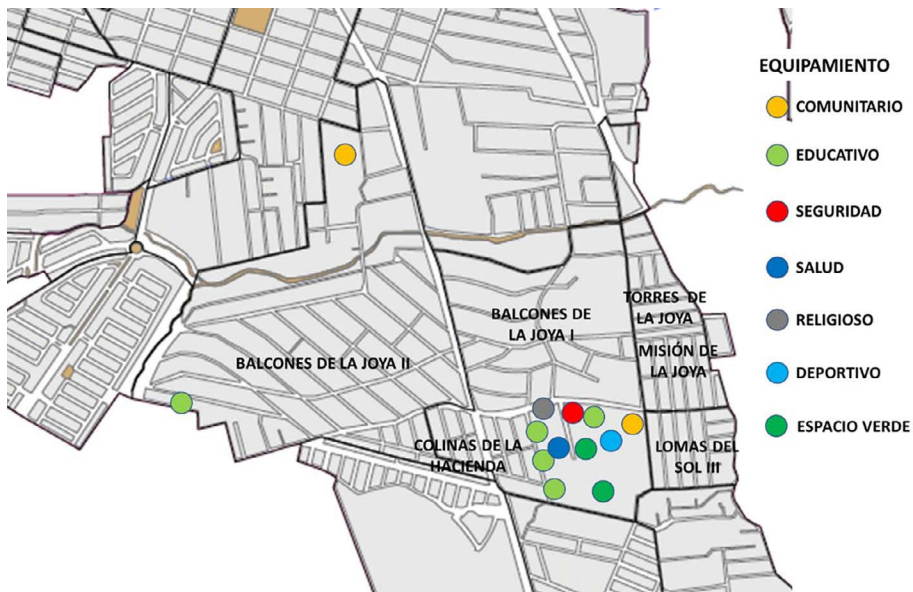 EQUIPAMIENTO
COMUNITARIO
EDUCATIVO
SEGURIDAD
SALUD
RELIGIOSO
DEPORTIVO
ESPACIO VERDE
TORRES DE
LA JOYA
BALCONES DE
LA JOYA I
MISIÓN DE
LA JOYA
BALCONES DE LA JOYA II
COLINAS DE LA
HACIENDA
LOMAS DEL
SOL III